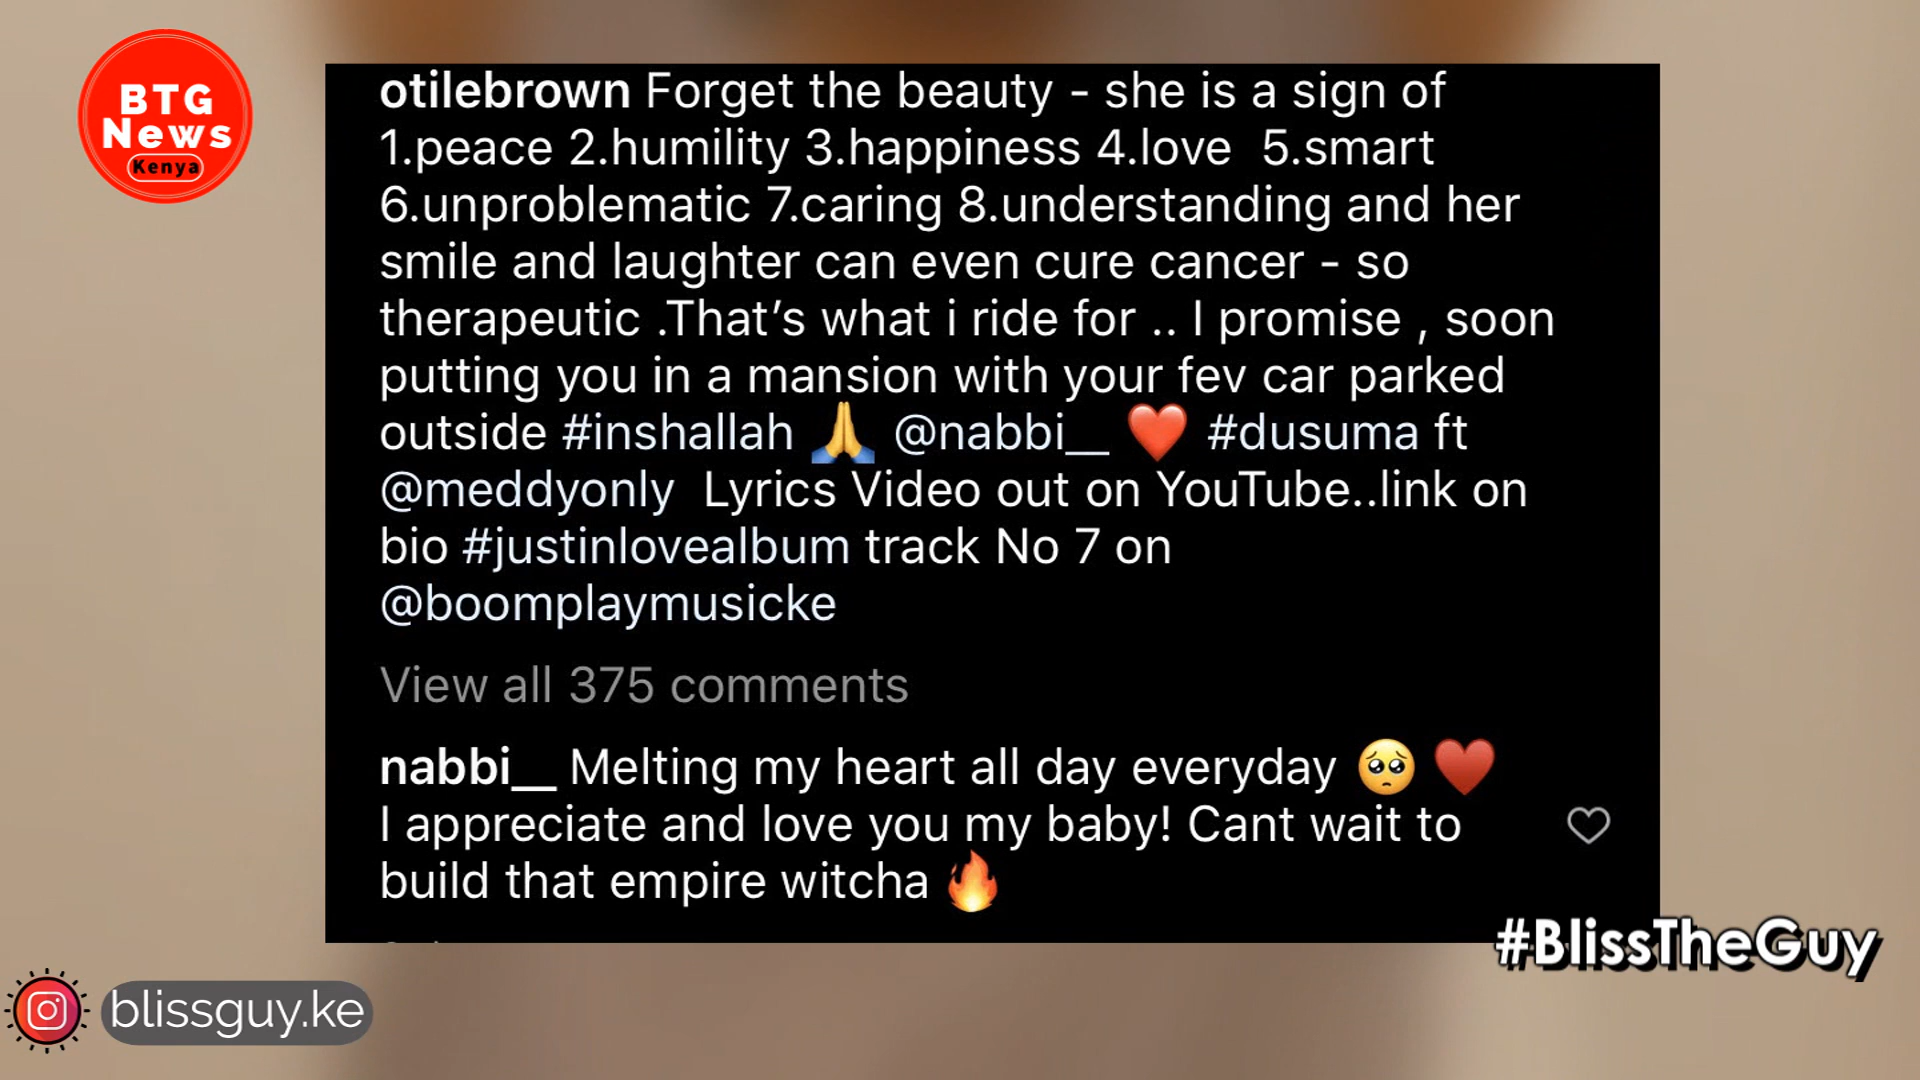 BTG
News
Kenya
otilebrown Forget the beauty - she is a sign of
1.peace 2.humility 3.happiness 4.love  5.smart
6.unproblematic 7.caring 8.understanding and her
smile and laughter can even cure cancer - so
therapeutic .That’s what i ride for .. I promise , soon
putting you in a mansion with your fev car parked
outside #inshallah 🙏 @nabbi__ ❤️ #dusuma ft
@meddyonly  Lyrics Video out on YouTube..link on
bio #justinlovealbum track No 7 on
@boomplaymusicke
View all 375 comments
nabbi__ Melting my heart all day everyday 🥺 ♥️
I appreciate and love you my baby! Cant wait to
build that empire witcha 🔥
#BlissTheGuy
blissguy.ke